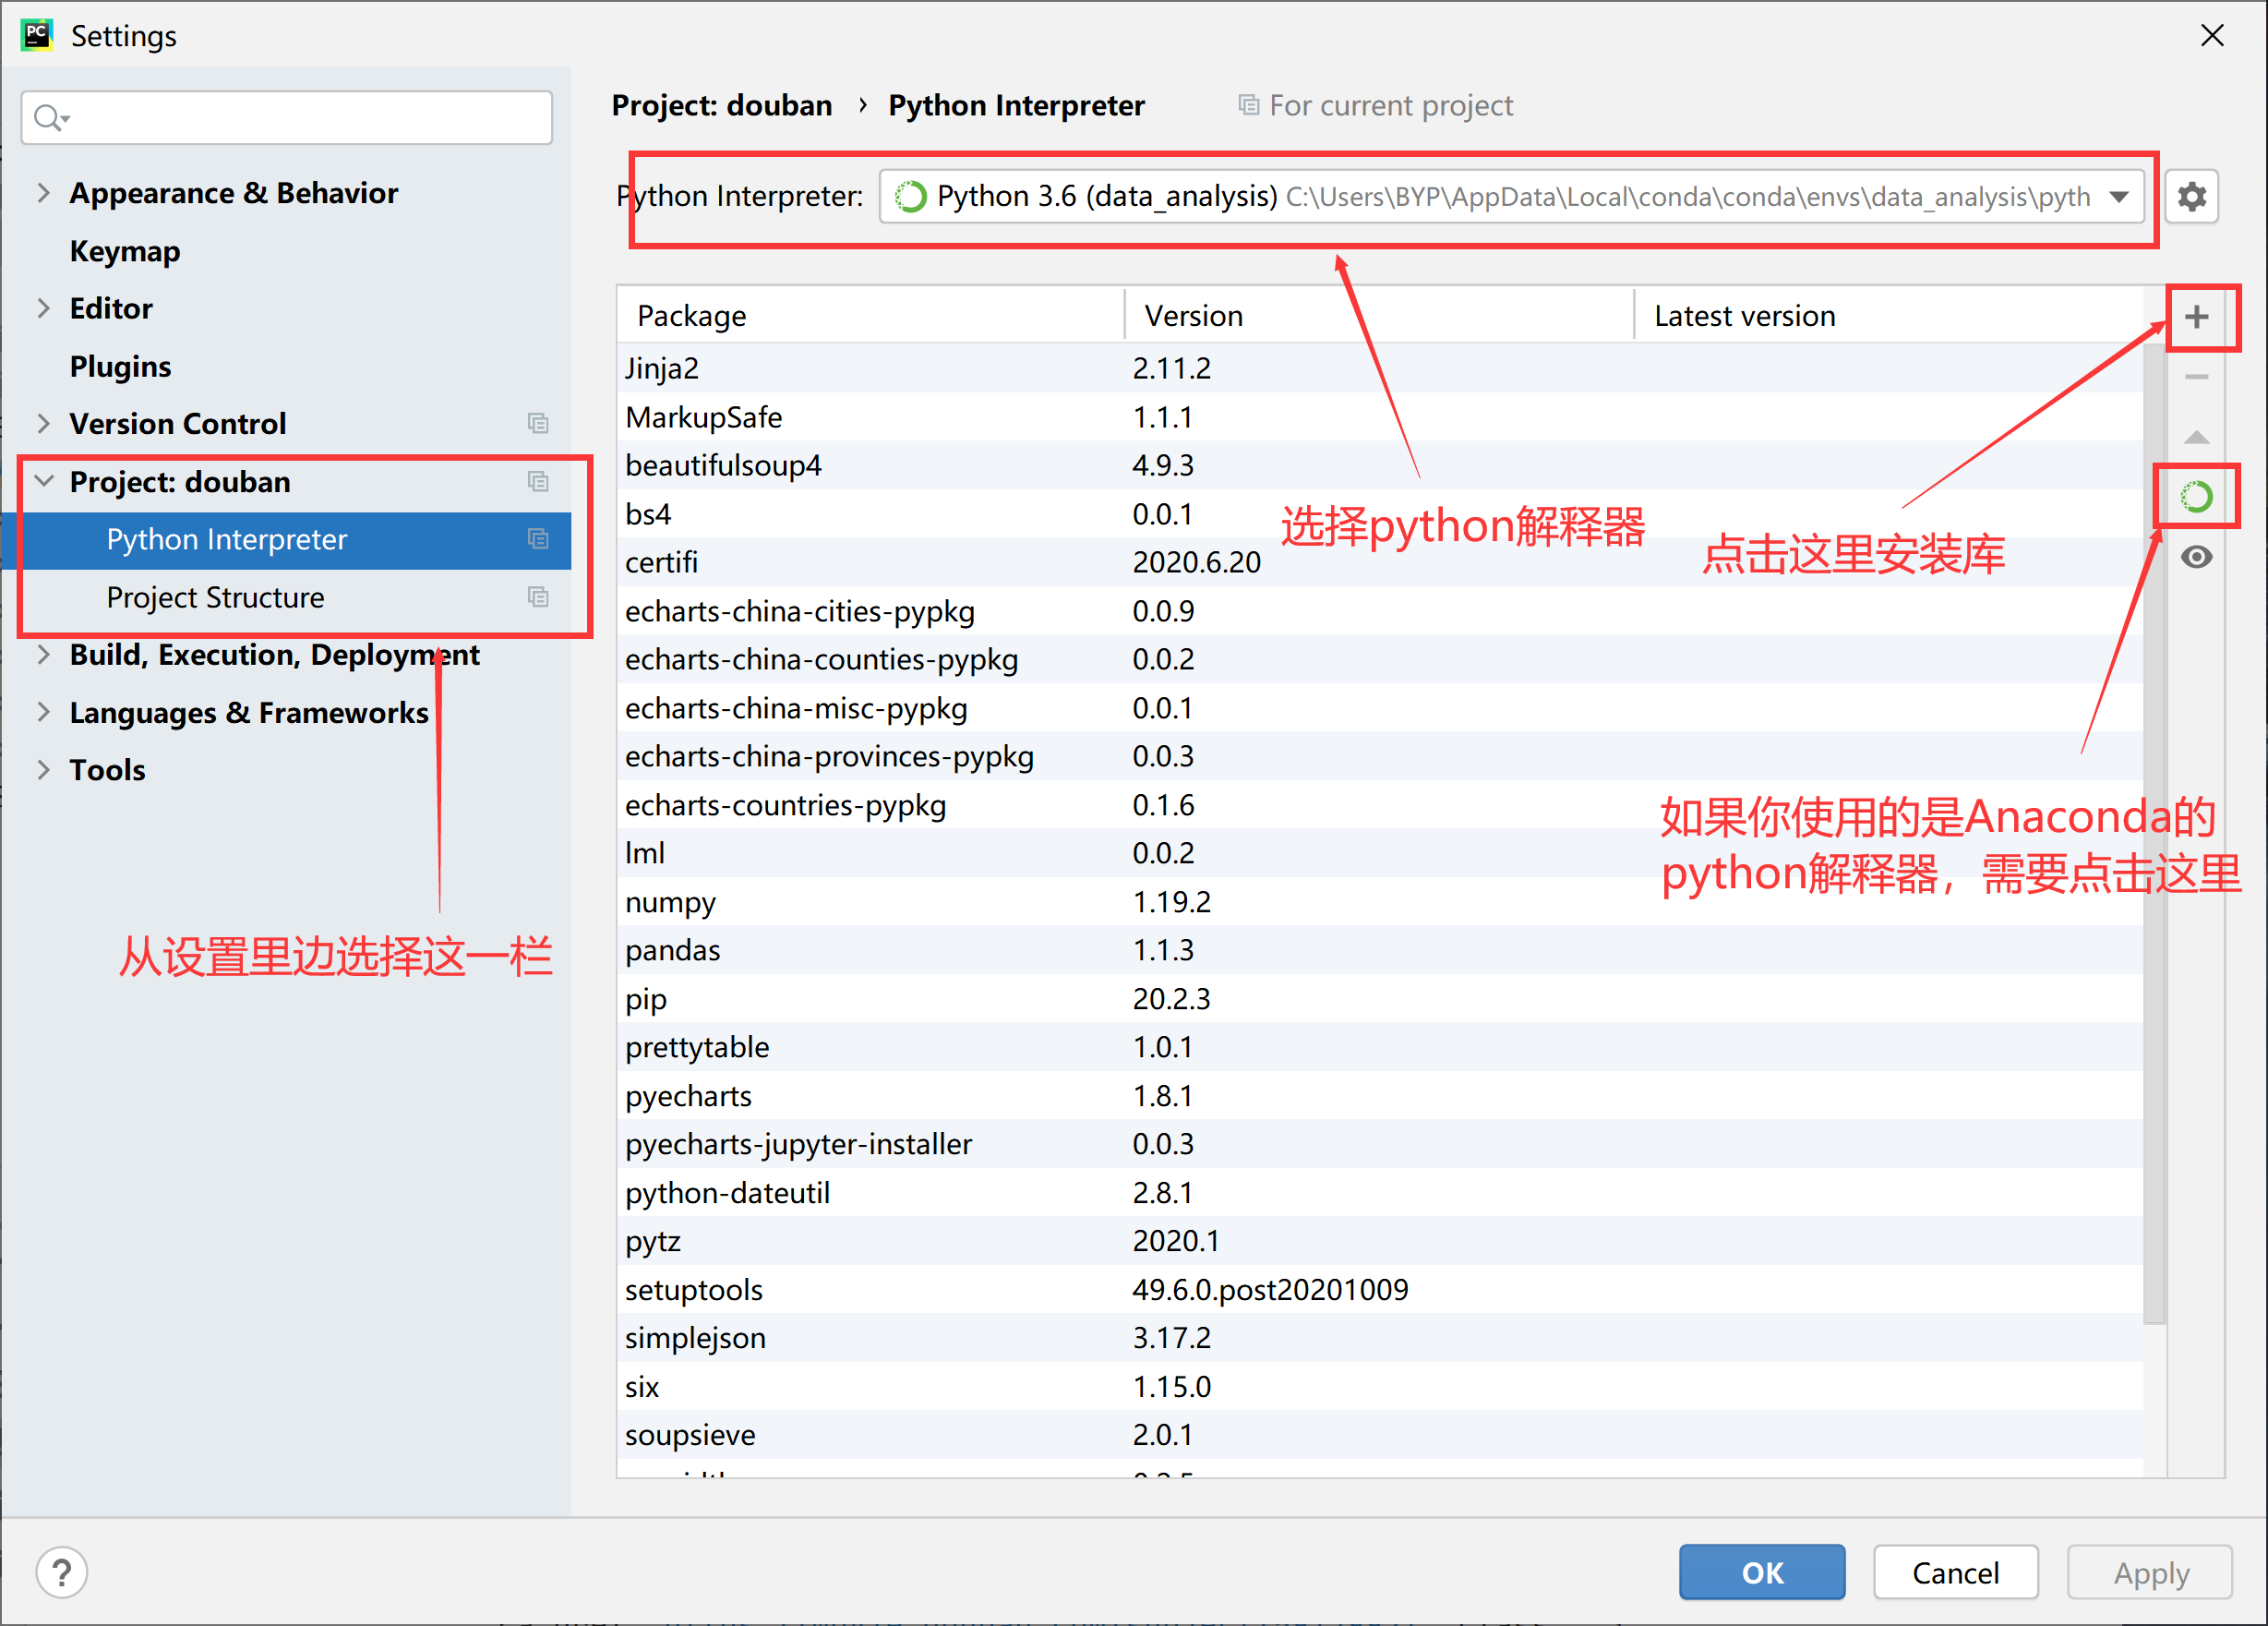 PC
Settings
Project: douban › Python Interpreter For current project
Python Interpreter: Python 3.6 (data_analysis) C:\Users\BYP\AppData\Local\conda\conda\envs\data_analysis\pyth
Appearance & Behavior
Keymap
Editor
Plugins
Version Control
Project: douban
Python Interpreter
Project Structure
Build, Execution, Deployment
Languages & Frameworks
Tools
从设置里边选择这一栏
Package Version Latest version
Jinja2 2.11.2
MarkupSafe 1.1.1
beautifulsoup4 4.9.3
bs4 0.0.1
certifi 2020.6.20
echarts-china-cities-pypkg 0.0.9
echarts-china-counties-pypkg 0.0.2
echarts-china-misc-pypkg 0.0.1
echarts-china-provinces-pypkg 0.0.3
echarts-countries-pypkg 0.1.6
lml 0.0.2
numpy 1.19.2
pandas 1.1.3
pip 20.2.3
prettytable 1.0.1
pyecharts 1.8.1
pyecharts-jupyter-installer 0.0.3
python-dateutil 2.8.1
pytz 2020.1
setuptools 49.6.0.post20201009
simplejson 3.17.2
six 1.15.0
soupsieve 2.0.1
选择python解释器
点击这里安装库
如果你使用的是Anaconda的
python解释器，需要点击这里
?
OK Cancel Apply